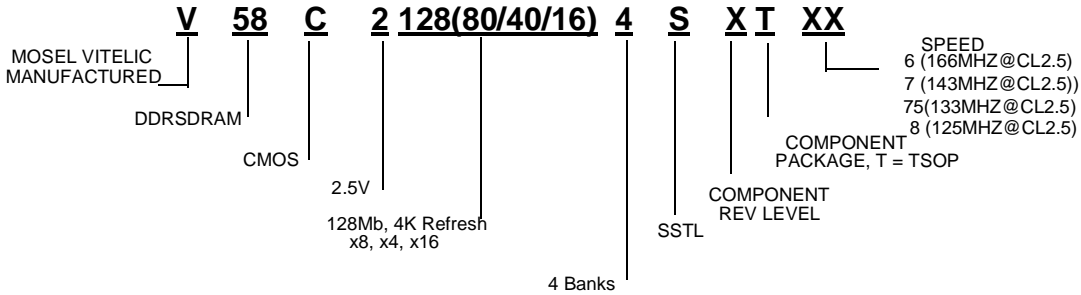 V 58 C 2 128(80/40/16) 4 S X T XX
MOSEL VITELIC
MANUFACTURED
SPEED
6 (166MHZ@CL2.5)
7 (143MHZ@CL2.5))
75(133MHZ@CL2.5)
8 (125MHZ@CL2.5)
DDRSDRAM
COMPONENT
PACKAGE, T = TSOP
CMOS
2.5V
COMPONENT
REV LEVEL
128Mb, 4K Refresh
x8, x4, x16
SSTL
4 Banks